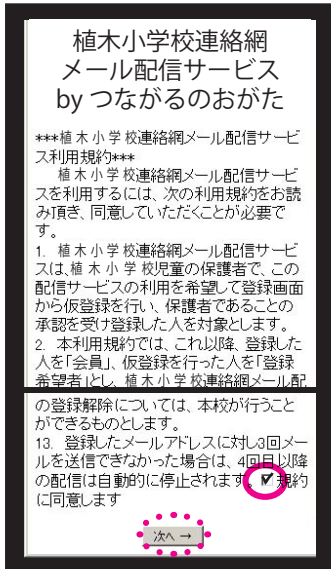 植木小学校連絡網
メール配信サービス
by つながるのおがた
***植木小学校連絡網メール配信サービ
ス利用規約***
植木小学校連絡網メール配信サービ
スを利用するには、次の利用規約をお読
み頂き、同意していただくことが必要で
す。
1. 植木小学校連絡網メール配信サービ
スは、植木小学校児童の保護者で、この
配信サービスの利用を希望して登録画面
から仮登録を行い、保護者であることの
承認を受け登録した人を対象とします。
2. 本利用規約では、これ以降、登録した
人を「会員」、仮登録を行った人を「登録
希望者」とし、植木小学校連絡網メール配
の登録解除については、本校が行うこと
ができるものとします。
13. 登録したメールアドレスに対し3回メー
ルを送信できなかった場合は、4回目以降
の配信は自動的に停止されます。 規約
に同意します
次へ →